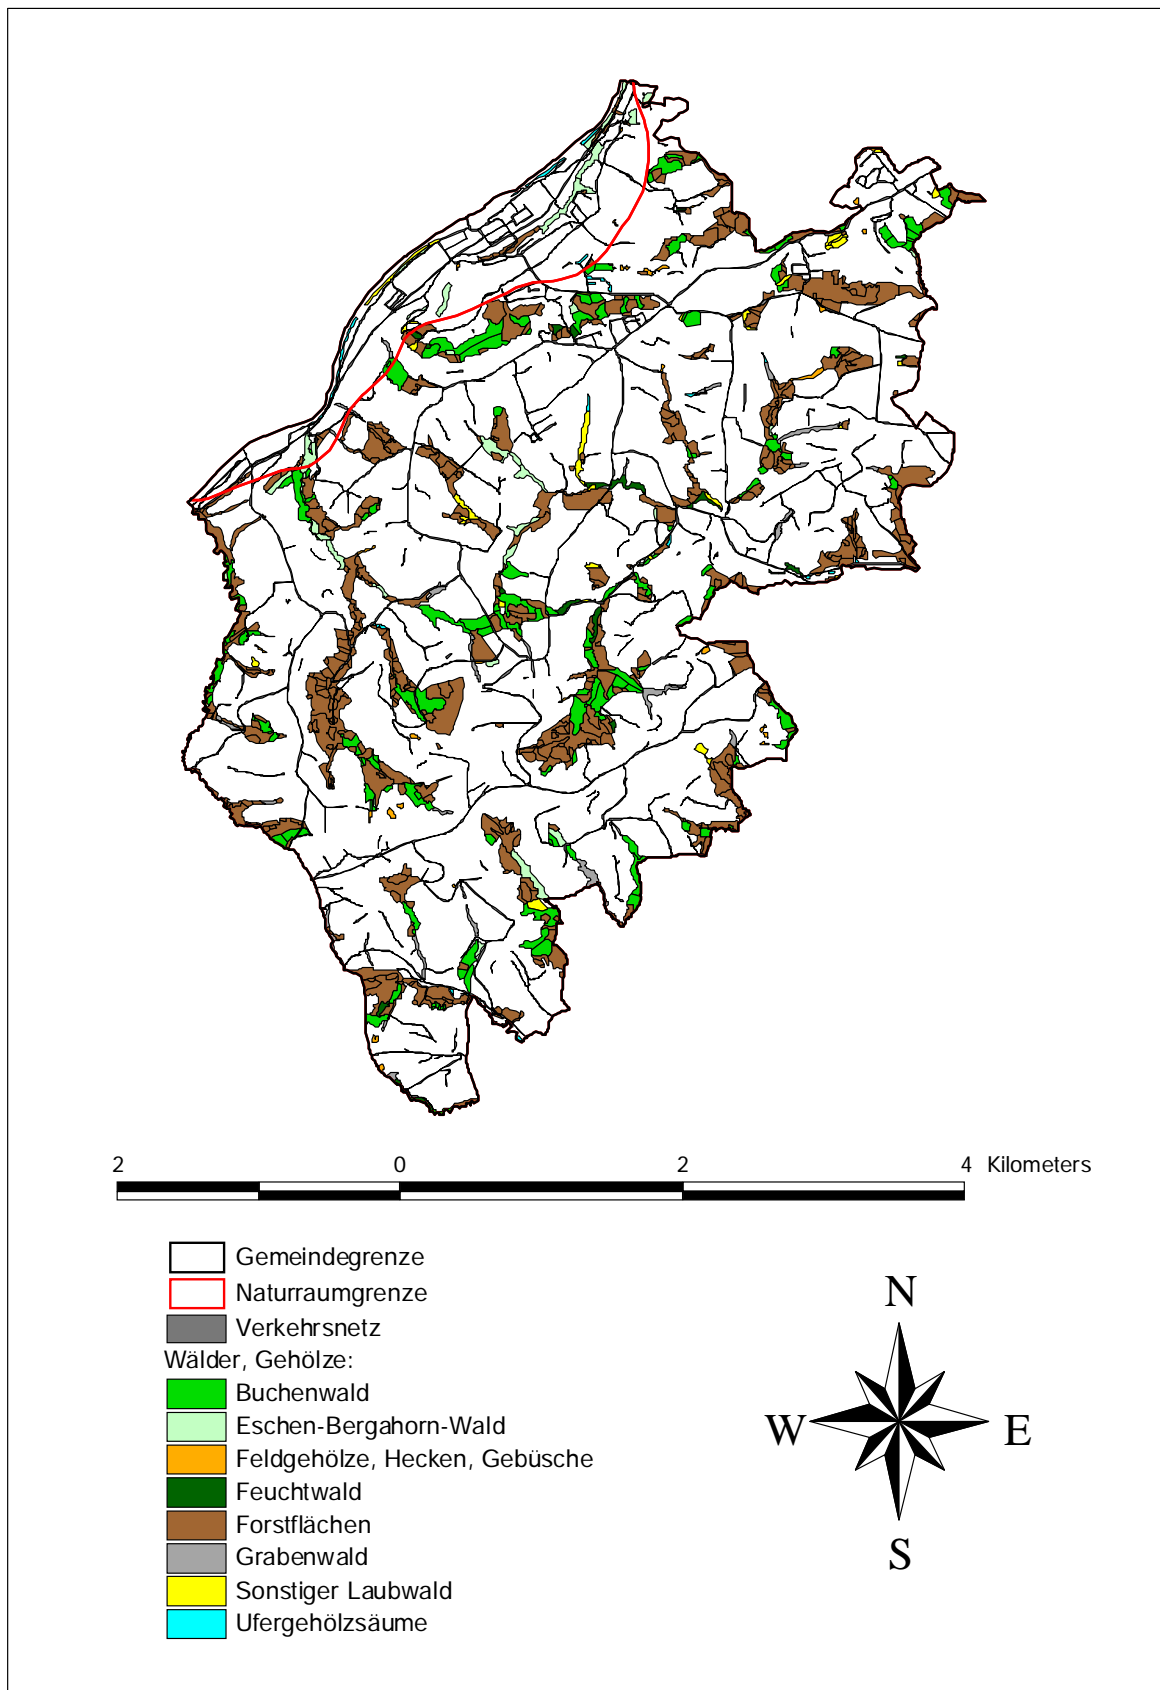 2 0 2 4 Kilometers
Gemeindegrenze
Naturraumgrenze
Verkehrsnetz
Wälder, Gehölze:
Buchenwald
Eschen-Bergahorn-Wald
Feldgehölze, Hecken, Gebüsche
Feuchtwald
Forstflächen
Grabenwald
Sonstiger Laubwald
Ufergehölzsäume
N
W E
S